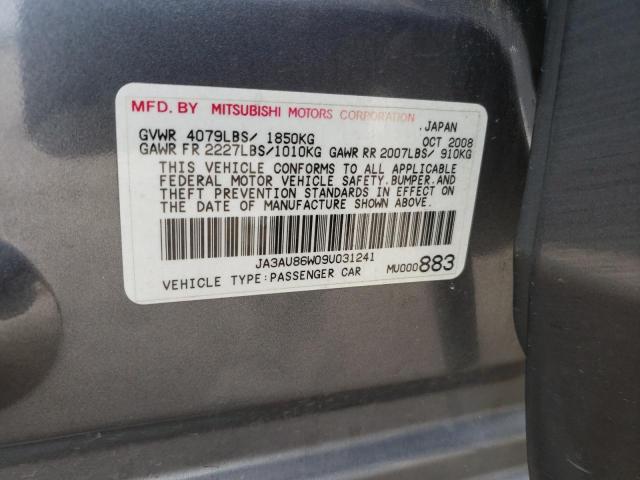 MFD. BY MITSUBISHI MOTORS CORPORATION
.JAPAN
GVWR 4079LBS/ 1850KG OCT 2008
GAWR FR 2227LBS/1010KG GAWR RR 2007LBS/ 910KG
THIS VEHICLE CONFORMS TO ALL APPLICABLE
FEDERAL MOTOR VEHICLE SAFETY.BUMPER.AND
THEFT PREVENTION STANDARDS IN EFFECT ON
THE DATE OF MANUFACTURE SHOWN ABOVE.
JA3AU86W09U031241
VEHICLE TYPE:PASSENGER CAR MU000883